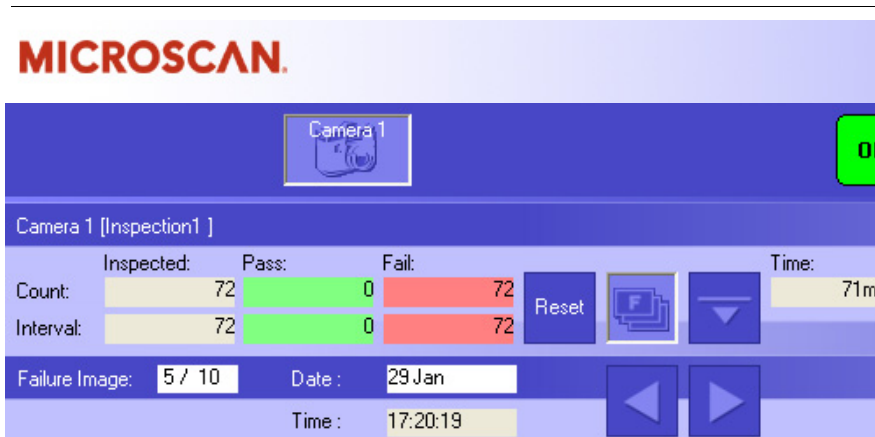 MICROSCAN.
Camera 1
Camera 1 [Inspection1 ]
Inspected: Pass: Fail: Time:
Count: 72 0 72
Reset F
Interval: 72 0 72
Failure Image: 5 / 10 Date : 29 Jan
Time : 17:20:19